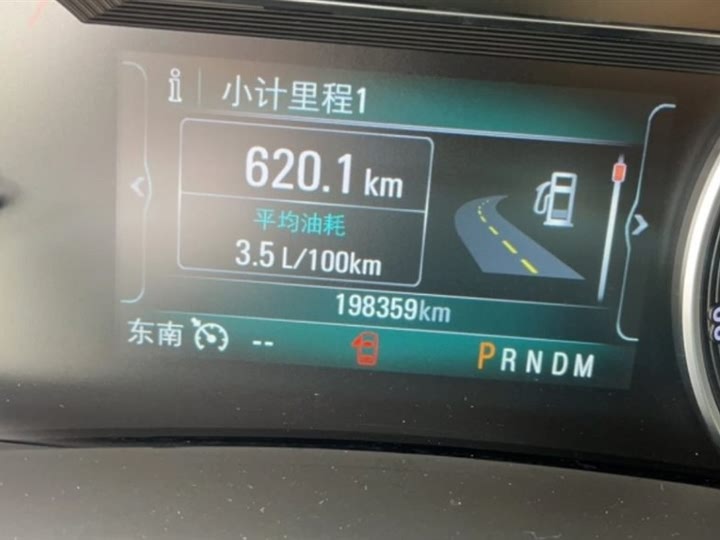 小计里程1
620.1 km
平均油耗
3.5 L/100km
198359km
东南 -- PRNDM